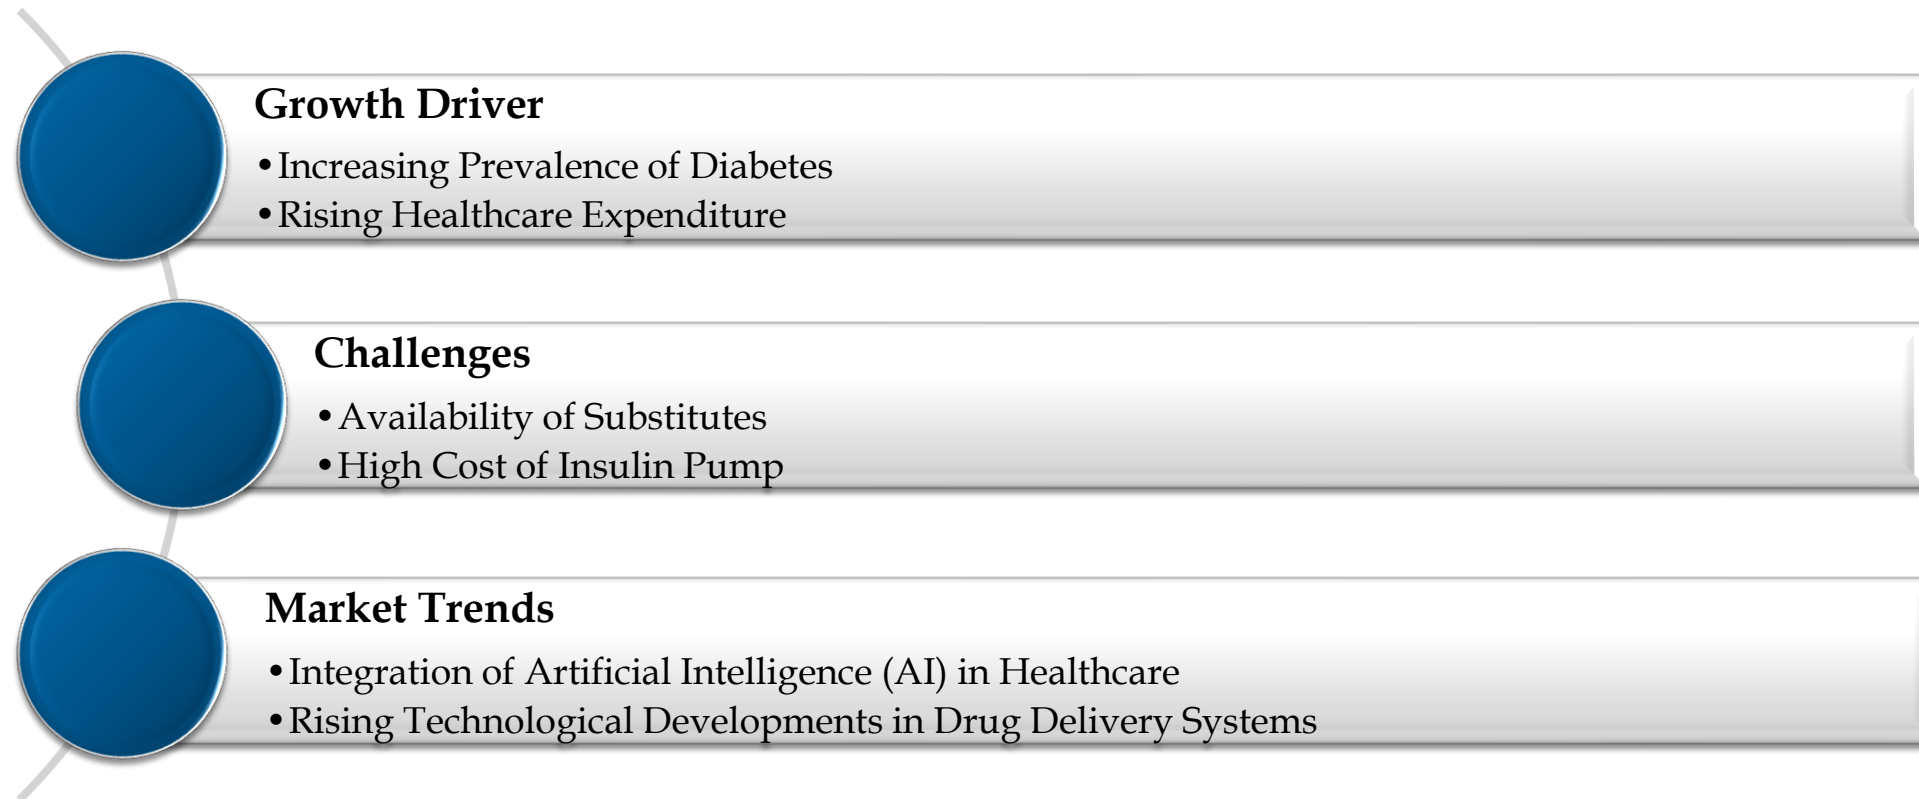 Growth Driver
•Increasing Prevalence of Diabetes
•Rising Healthcare Expenditure
Challenges
•Availability of Substitutes
•High Cost of Insulin Pump
Market Trends
•Integration of Artificial Intelligence (AI) in Healthcare
•Rising Technological Developments in Drug Delivery Systems